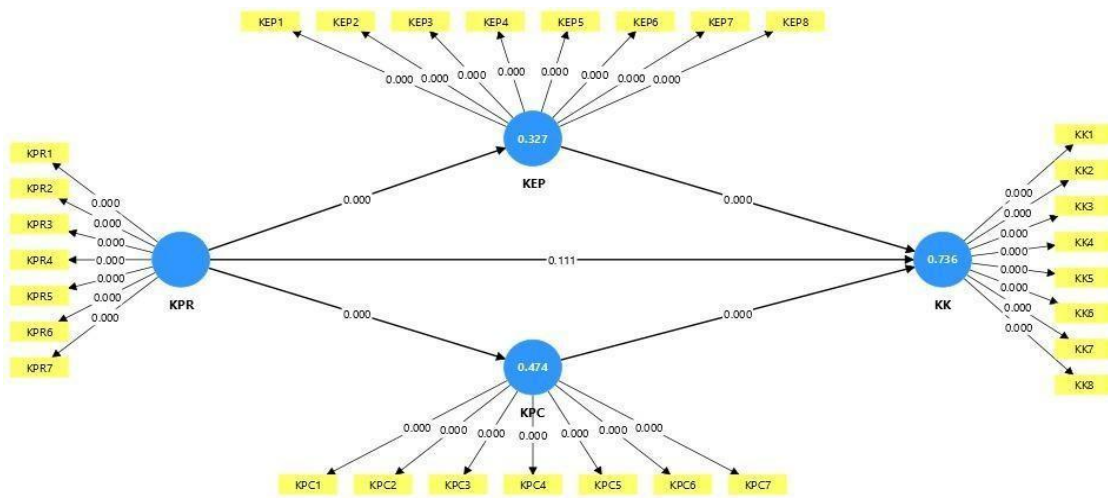 KEP1 KEP2 KEP3 KEP4 KEP5 KEP6 KEP7 KEP8
0.000 0.000 0.000 0.000 0.000 0.000 0.000 0.000
0.327
KEP
KPR1
KPR2
KPR3
KPR4
KPR5
KPR6
KPR7
0.000
0.000
0.000
0.000
0.000
0.000
0.000
KPR
0.000
0.000
0.111
0.000
0.000
0.736
KK
KK1
KK2
KK3
KK4
KK5
KK6
KK7
KK8
0.000
0.000
0.000
0.000
0.000
0.000
0.000
0.000
0.474
KPC
0.000 0.000 0.000 0.000 0.000 0.000 0.000
KPC1 KPC2 KPC3 KPC4 KPC5 KPC6 KPC7